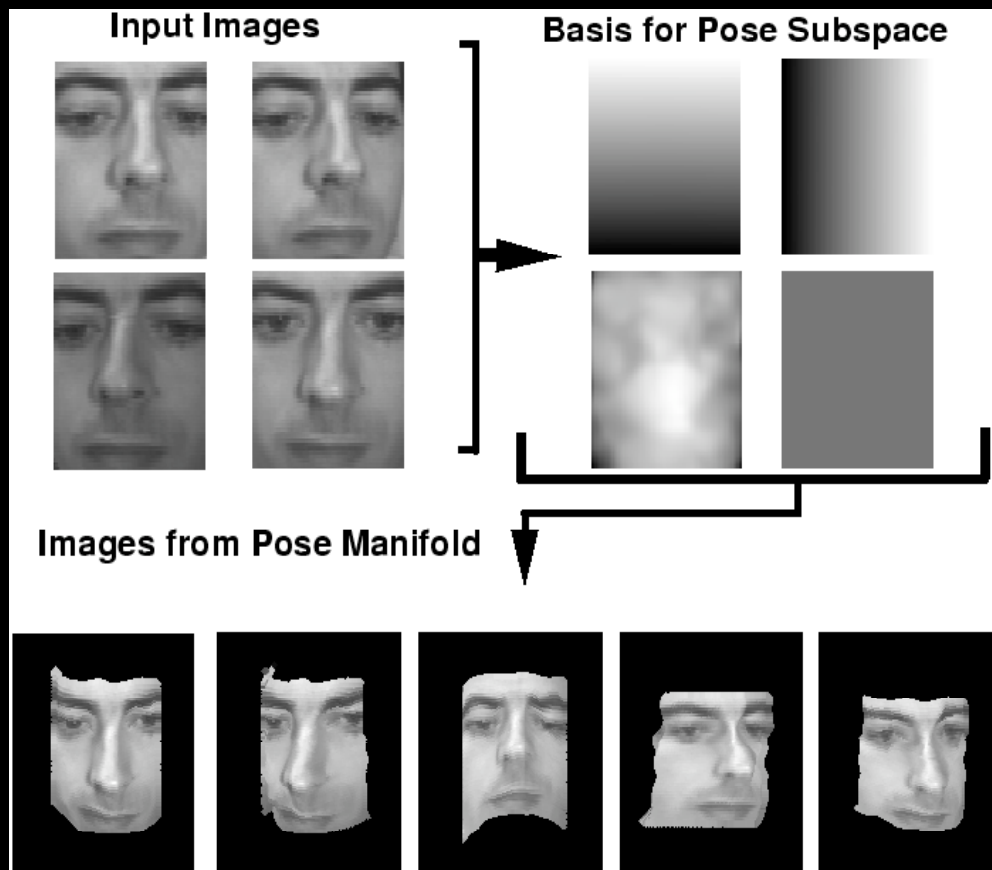 Input Images
Basis for Pose Subspace
Images from Pose Manifold